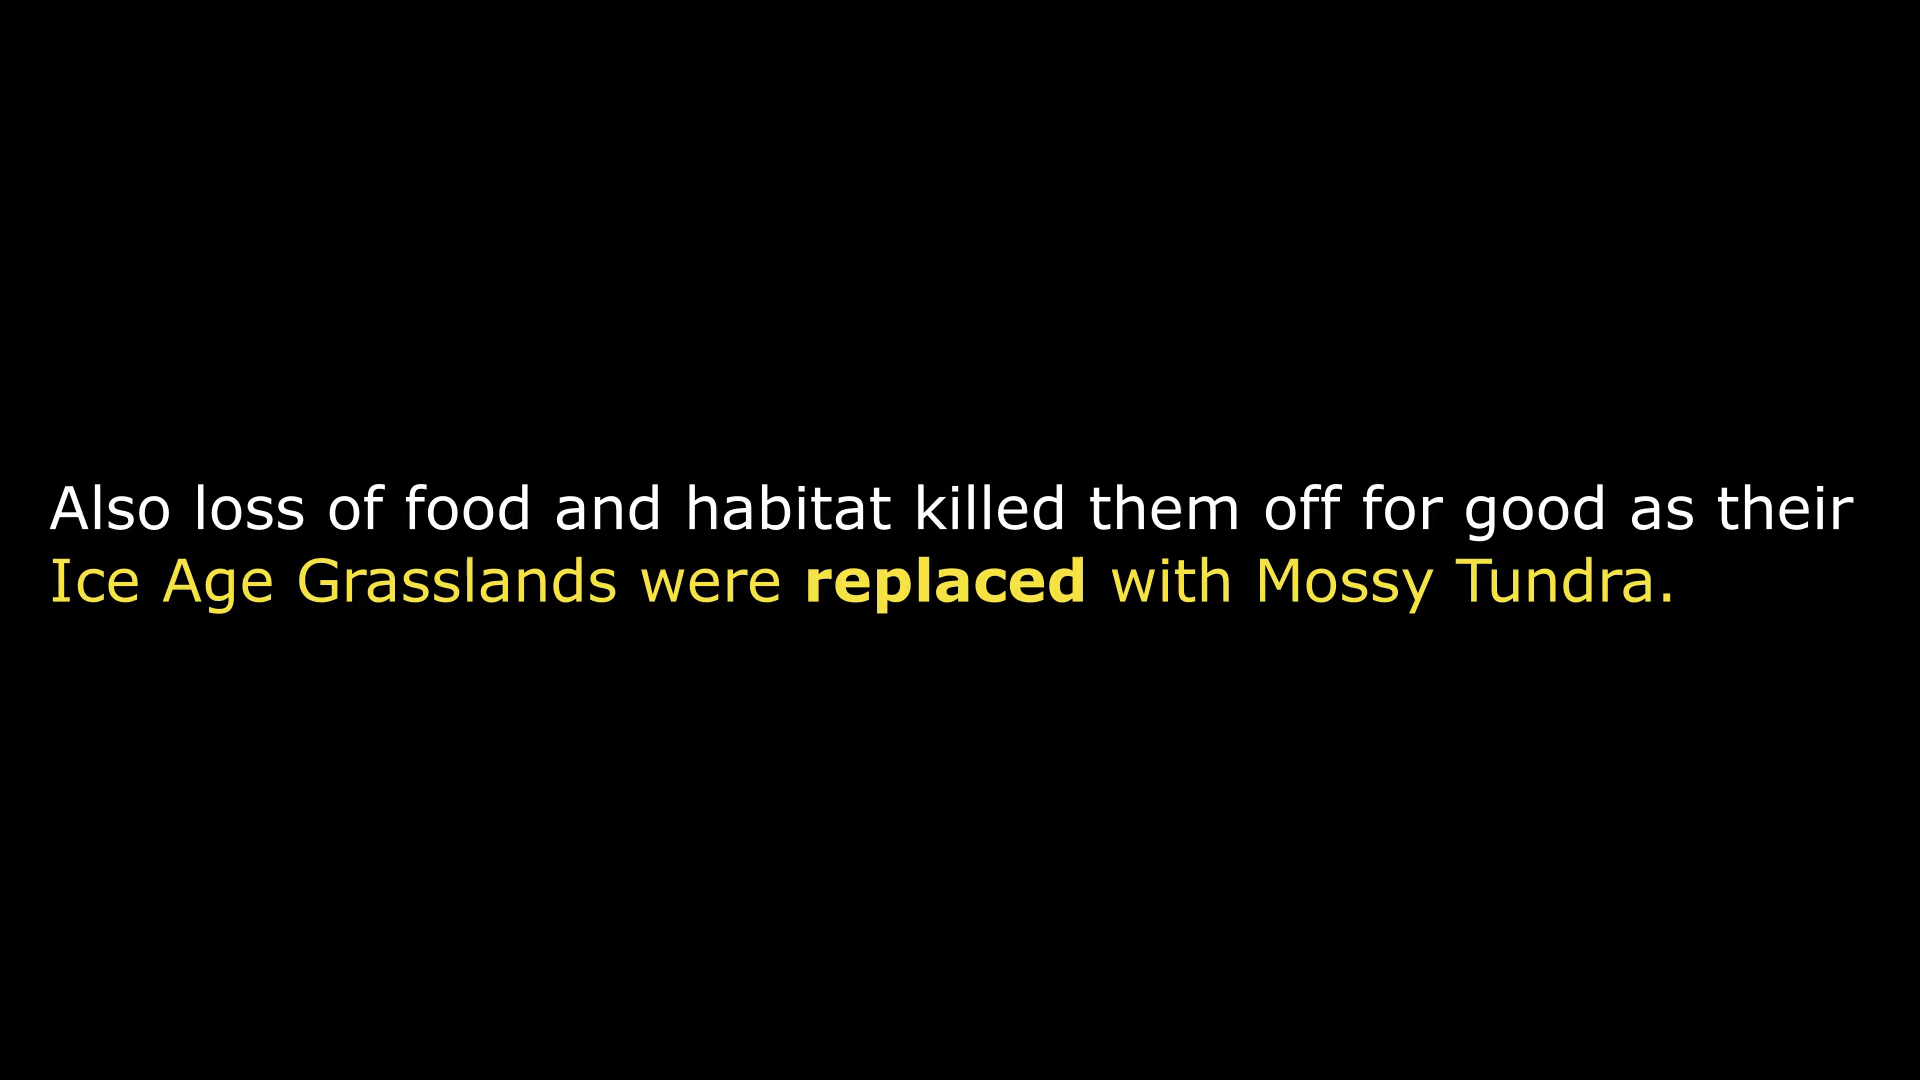 Also loss of food and habitat killed them off for good as their
Ice Age Grasslands were replaced with Mossy Tundra.